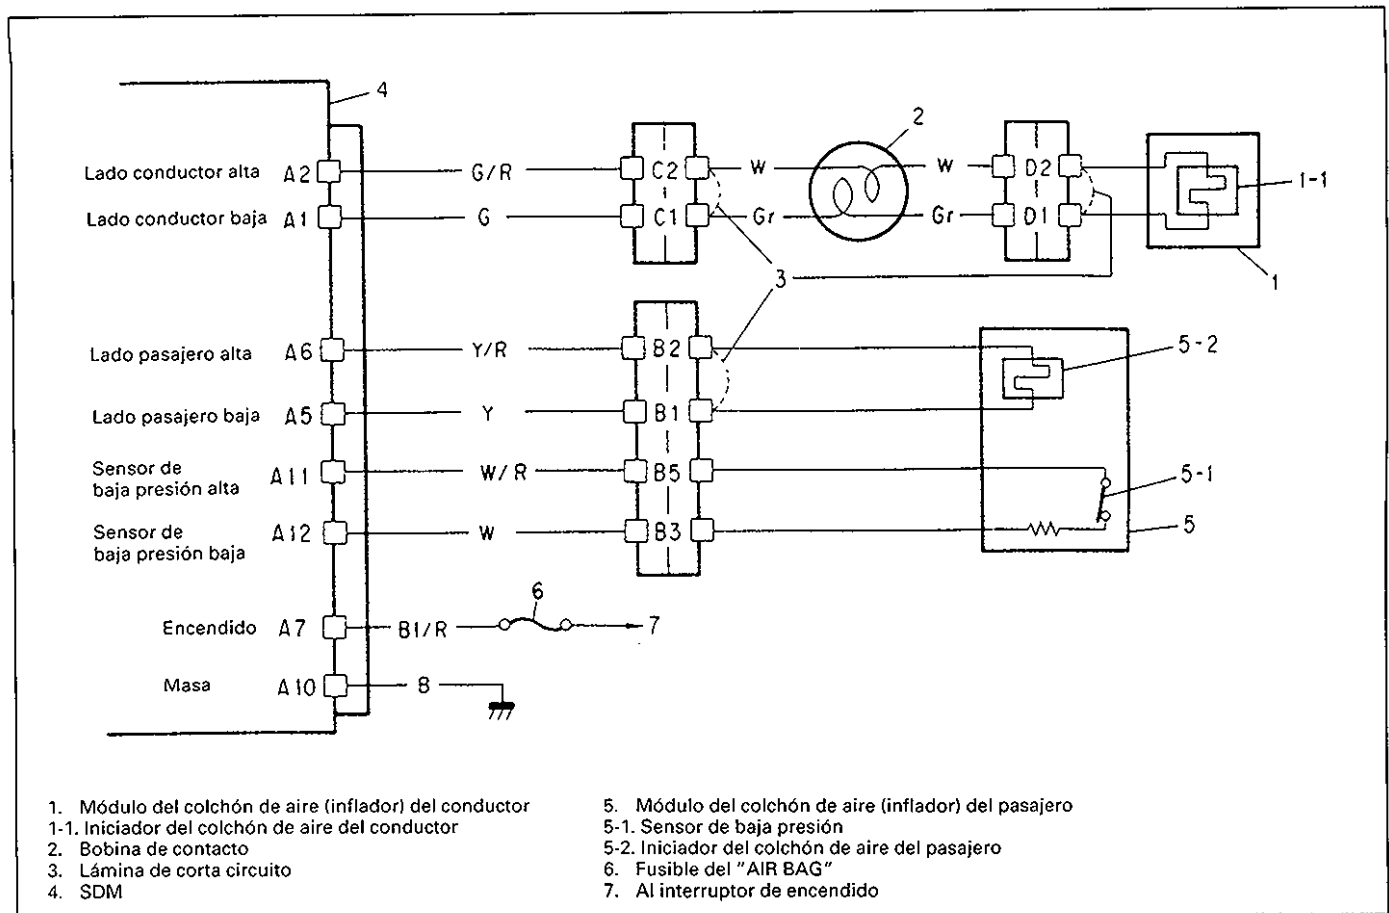 4
2
Lado conductor alta A2 G/R C2 W W D2 1-1
Lado conductor baja A1 G C1 Gr Gr D1
3 1
Lado pasajero alta A6 Y/R B2 5-2
Lado pasajero baja A5 Y B1
Sensor de
baja presión alta A11 W/R B5 5-1
Sensor de
baja presión baja A12 W B3 5
6
Encendido A7 B1/R 7
Masa A10 B
1. Módulo del colchón de aire (inflador) del conductor
1-1. Iniciador del colchón de aire del conductor
2. Bobina de contacto
3. Lámina de corta circuito
4. SDM
5. Módulo del colchón de aire (inflador) del pasajero
5-1. Sensor de baja presión
5-2. Iniciador del colchón de aire del pasajero
6. Fusible del "AIR BAG"
7. Al interruptor de encendido